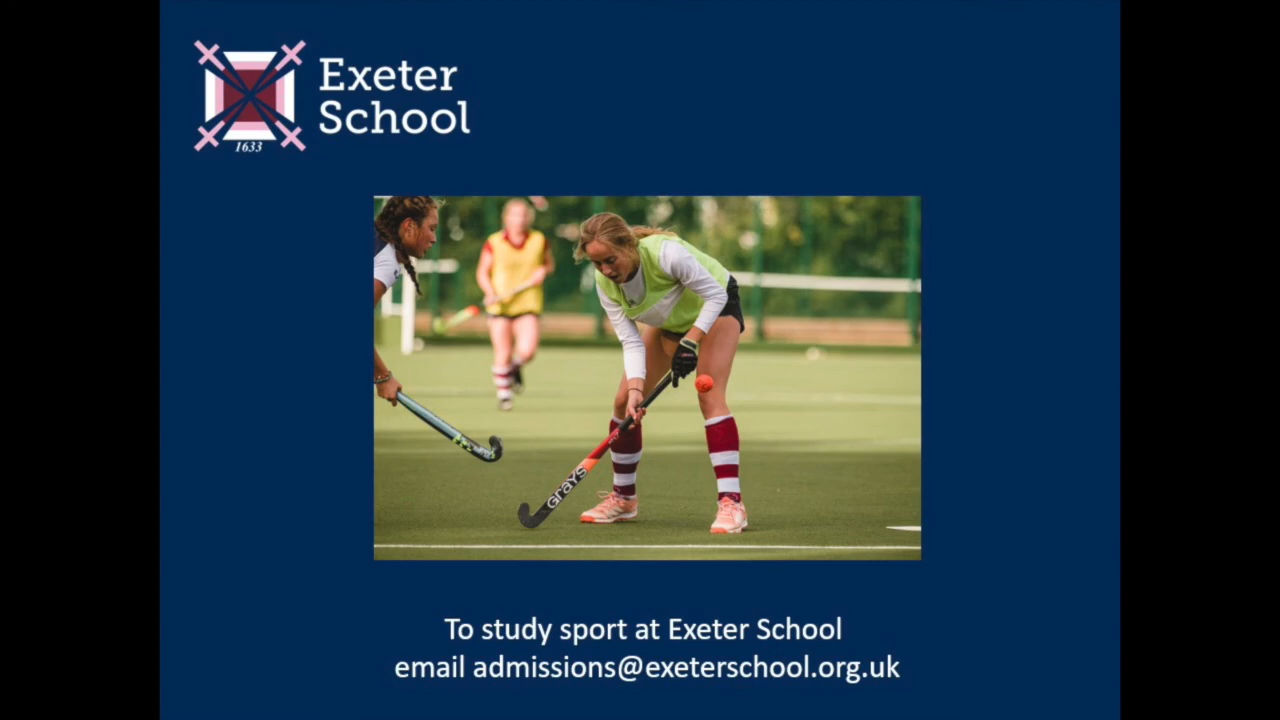 Exeter
School
1633
GRAYS
To study sport at Exeter School
email admissions@exeterschool.org.uk